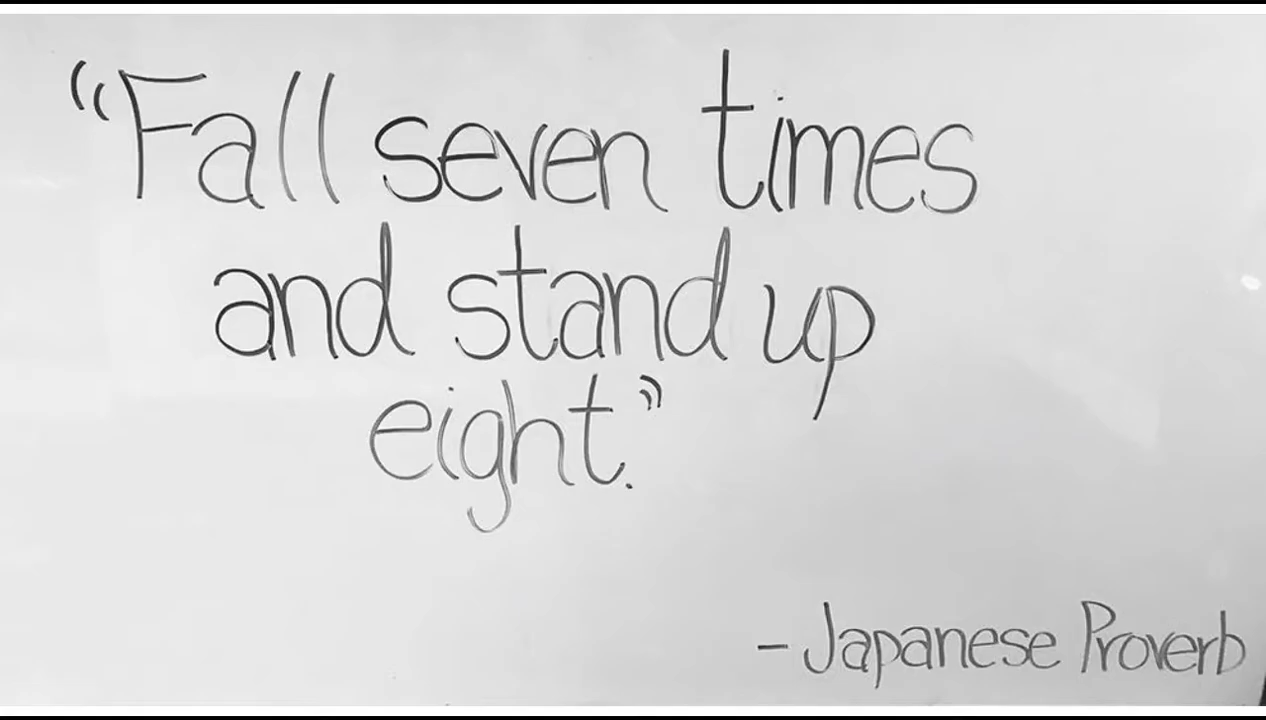 “Fall seven times
and stand up
eight.”
- Japanese Proverb